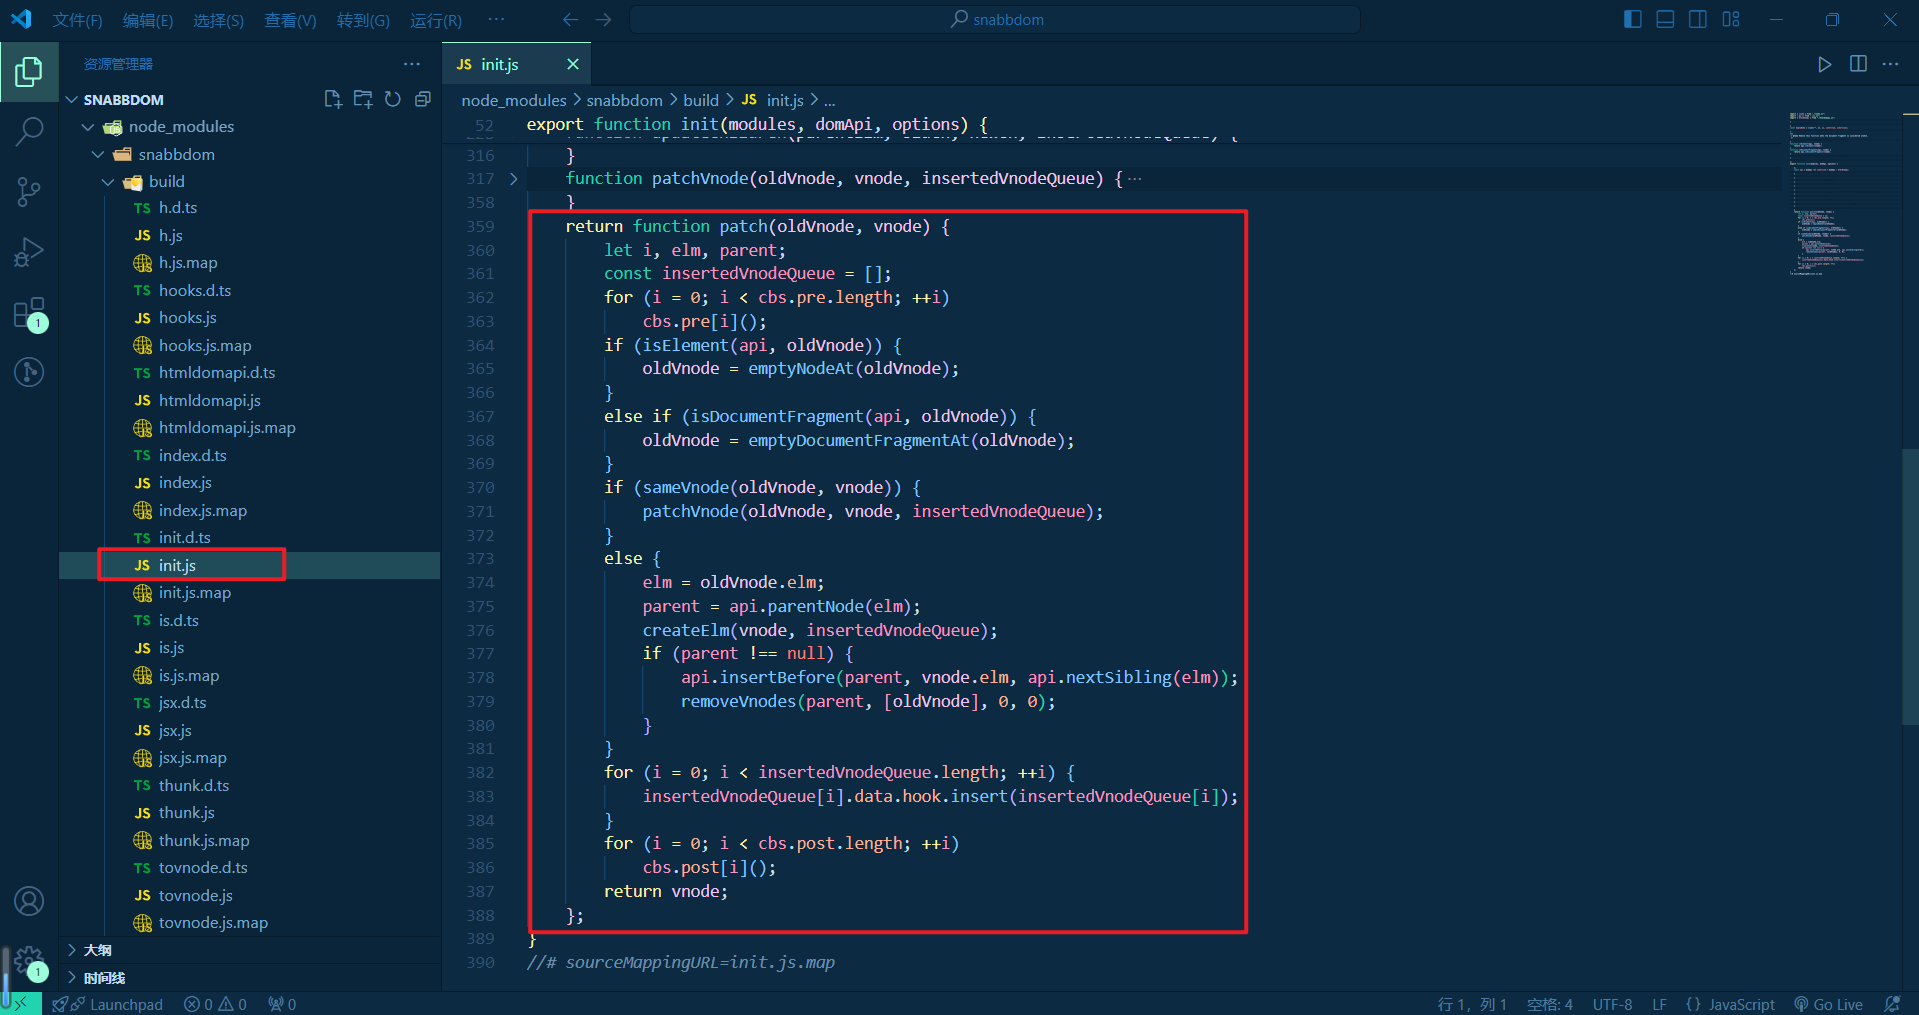 文件(F) 编辑(E) 选择(S) 查看(V) 转到(G) 运行(R) ··· snabbdom
资源管理器 ···
SNABBDOM
node_modules
snabbdom
build
TS h.d.ts
JS h.js
h.js.map
TS hooks.d.ts
JS hooks.js
hooks.js.map
TS htmldomapi.d.ts
JS htmldomapi.js
htmldomapi.js.map
TS index.d.ts
JS index.js
index.js.map
TS init.d.ts
JS init.js
init.js.map
TS is.d.ts
JS is.js
is.js.map
TS jsx.d.ts
JS jsx.js
jsx.js.map
TS thunk.d.ts
JS thunk.js
thunk.js.map
TS tovnode.d.ts
JS tovnode.js
tovnode.js.map
大纲
时间线
1
1
JS init.js
node_modules > snabbdom > build > JS init.js > ...
52 export function init(modules, domApi, options) {
316 }
317 function patchVnode(oldVnode, vnode, insertedVnodeQueue) { ···
358 }
359 return function patch(oldVnode, vnode) {
360 let i, elm, parent;
361 const insertedVnodeQueue = [];
362 for (i = 0; i < cbs.pre.length; ++i)
363 cbs.pre[i]();
364 if (isElement(api, oldVnode)) {
365 oldVnode = emptyNodeAt(oldVnode);
366 }
367 else if (isDocumentFragment(api, oldVnode)) {
368 oldVnode = emptyDocumentFragmentAt(oldVnode);
369 }
370 if (sameVnode(oldVnode, vnode)) {
371 patchVnode(oldVnode, vnode, insertedVnodeQueue);
372 }
373 else {
374 elm = oldVnode.elm;
375 parent = api.parentNode(elm);
376 createElm(vnode, insertedVnodeQueue);
377 if (parent !== null) {
378 api.insertBefore(parent, vnode.elm, api.nextSibling(elm));
379 removeVnodes(parent, [oldVnode], 0, 0);
380 }
381 }
382 for (i = 0; i < insertedVnodeQueue.length; ++i) {
383 insertedVnodeQueue[i].data.hook.insert(insertedVnodeQueue[i]);
384 }
385 for (i = 0; i < cbs.post.length; ++i)
386 cbs.post[i]();
387 return vnode;
388 };
389 }
390 //# sourceMappingURL=init.js.map
Launchpad 0 0 0 行 1，列 1 空格: 4 UTF-8 LF {} JavaScript Go Live